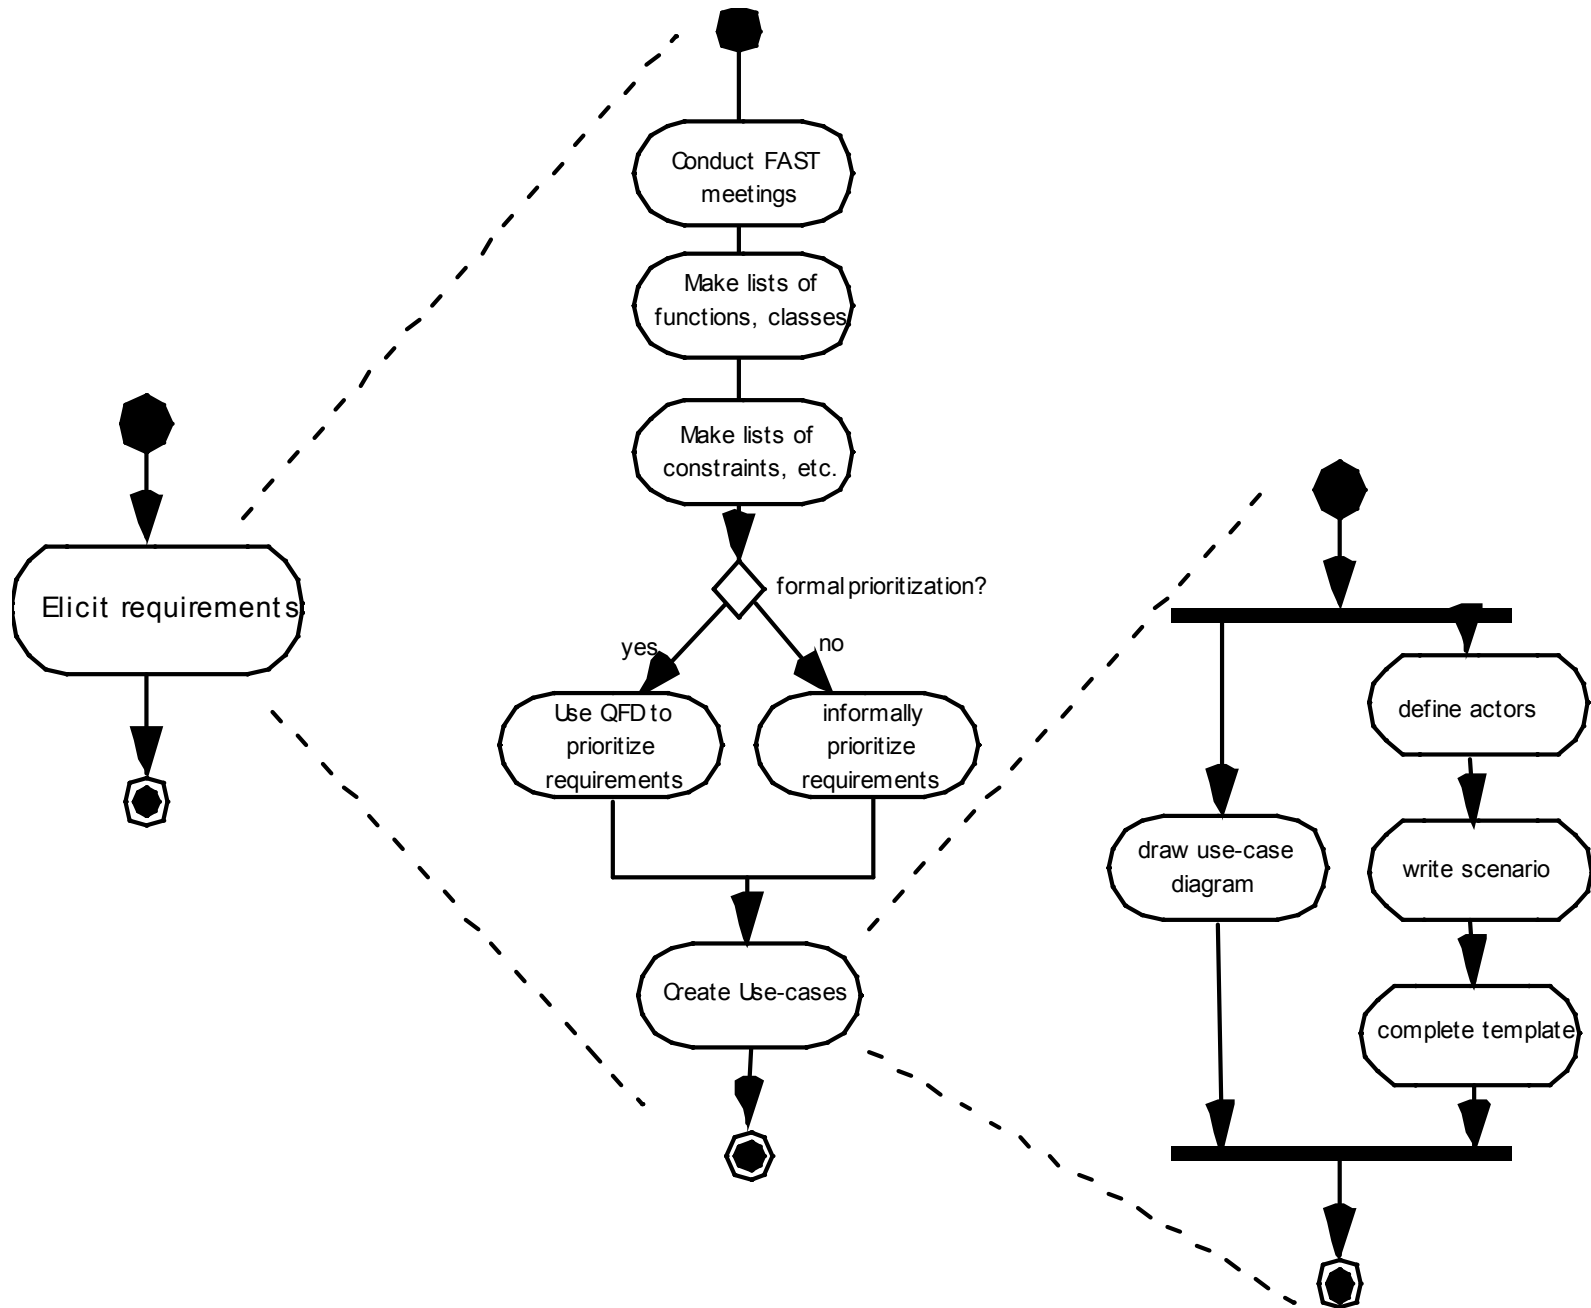 Conduct FAST
meetings
Make lists of
functions, classes
Make lists of
constraints, etc.
Elicit requirements
formal prioritization?
yes
no
Use QFD to
prioritize
requirements
informally
prioritize
requirements
Create Use-cases
define actors
draw use-case
diagram
write scenario
complete template